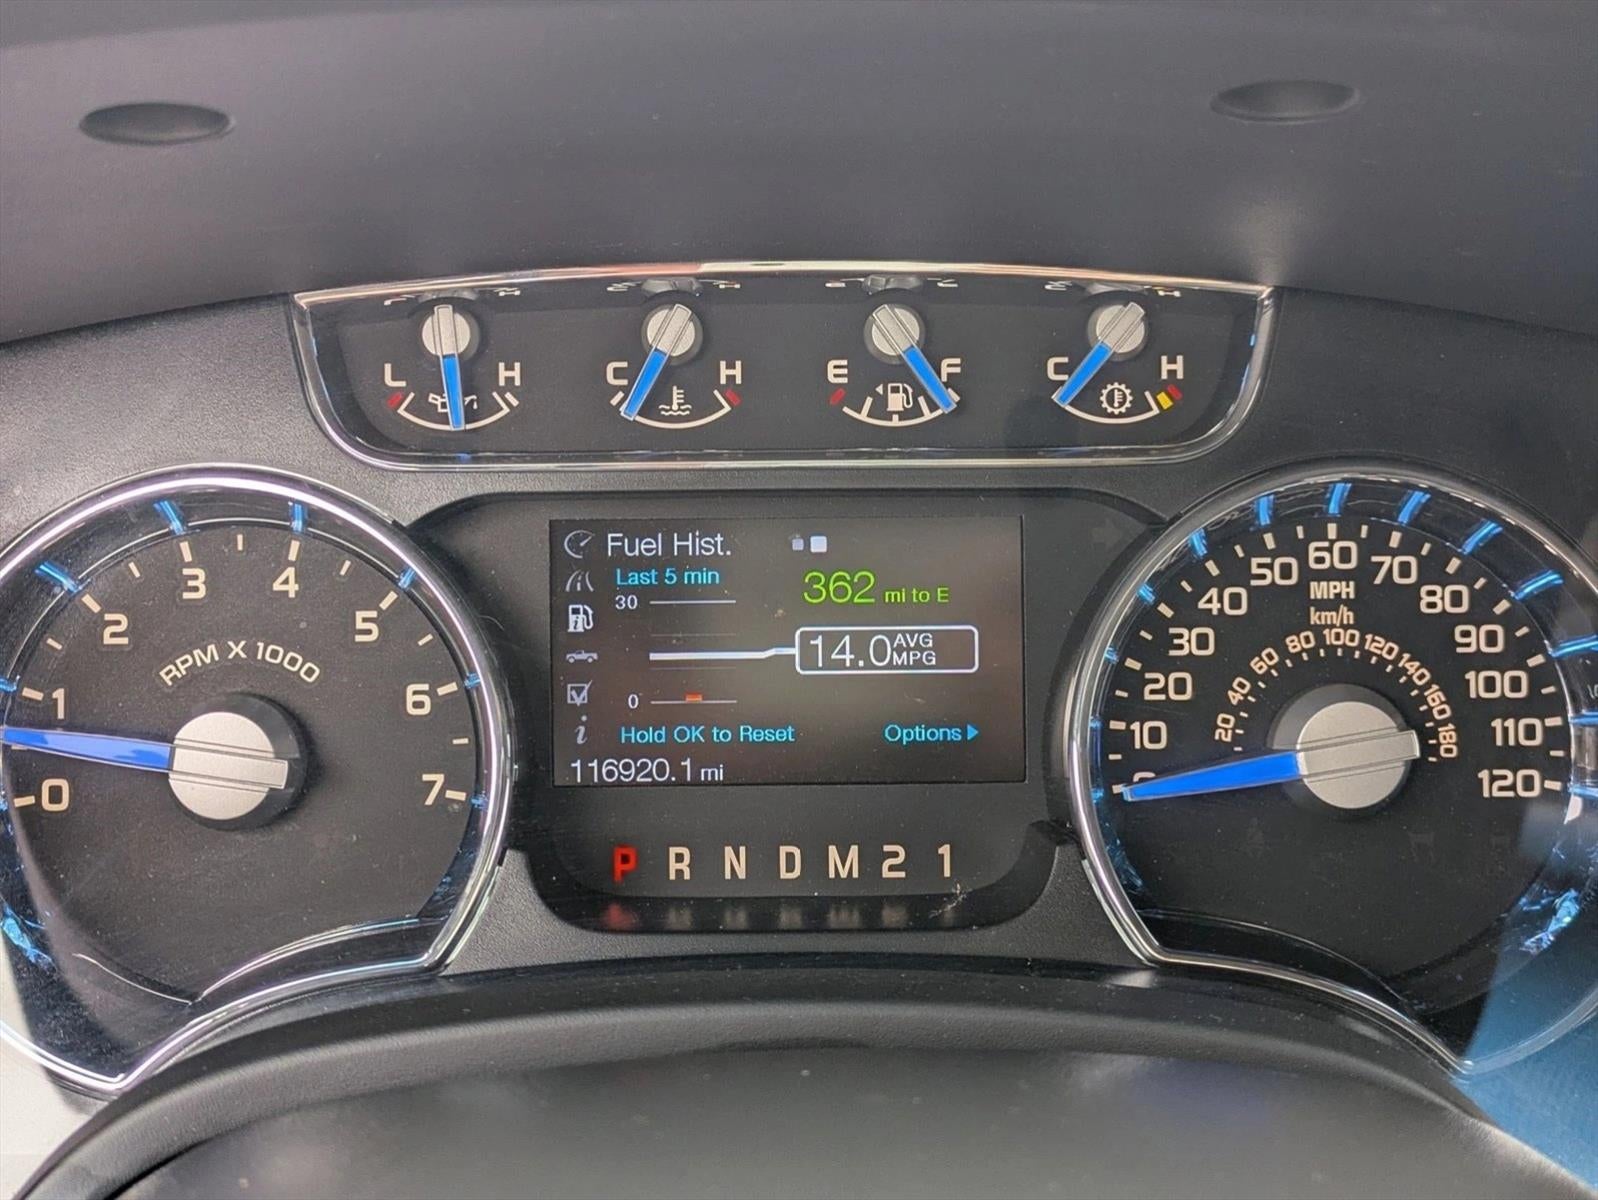 L H
C H
E F
C H
0 1 2 3 4 5 6 7
RPM X 1000
Fuel Hist.
Last 5 min
30
362 mi to E
14.0 AVG MPG
0
Hold OK to Reset
Options
116920.1 mi
P R N D M 2 1
10 20 30 40 50 60 70 80 90 100 110 120
MPH
km/h
20 40 60 80 100 120 140 160 180